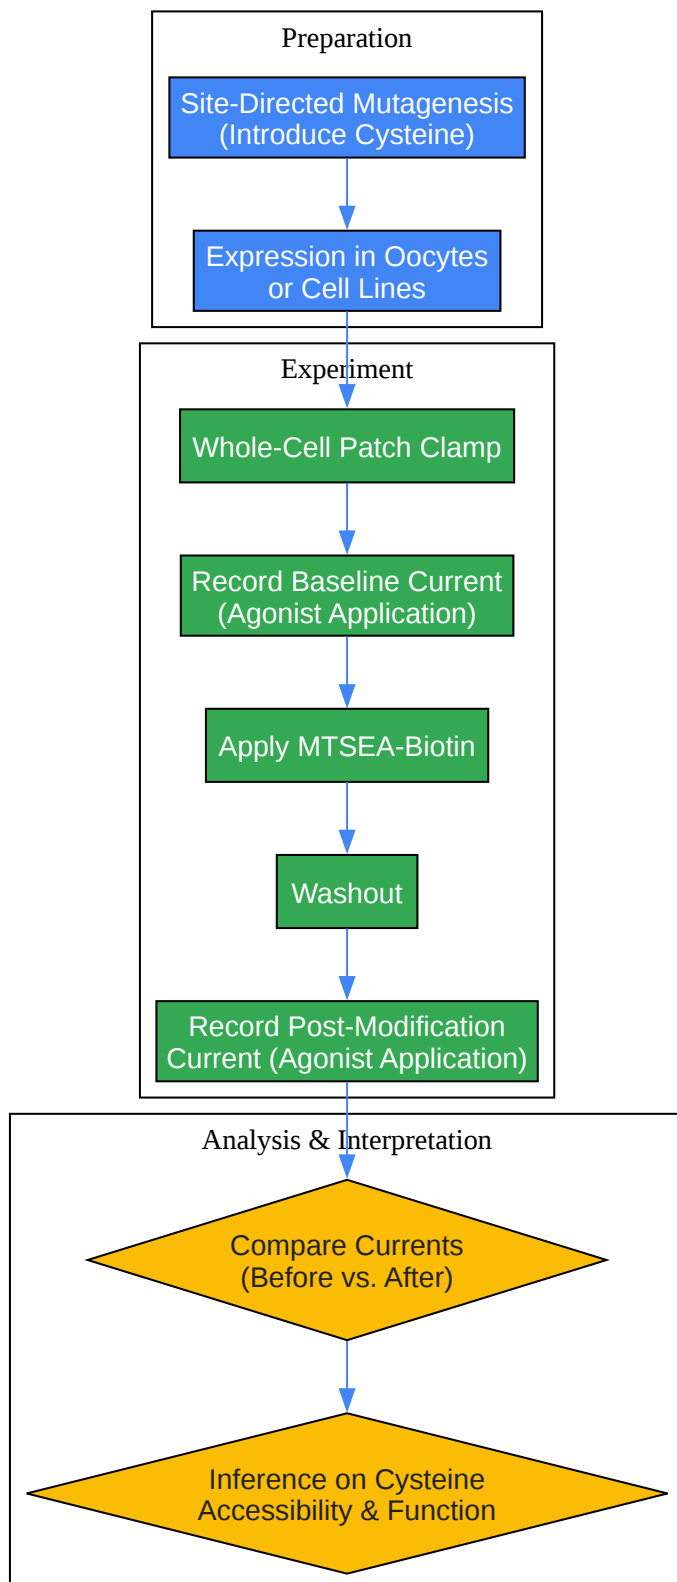 Preparation
Site-Directed Mutagenesis
(Introduce Cysteine)
Expression in Oocytes
or Cell Lines
Experiment
Whole-Cell Patch Clamp
Record Baseline Current
(Agonist Application)
Apply MTSEA-Biotin
Washout
Record Post-Modification
Current (Agonist Application)
Analysis & Interpretation
Compare Currents
(Before vs. After)
Inference on Cysteine
Accessibility & Function